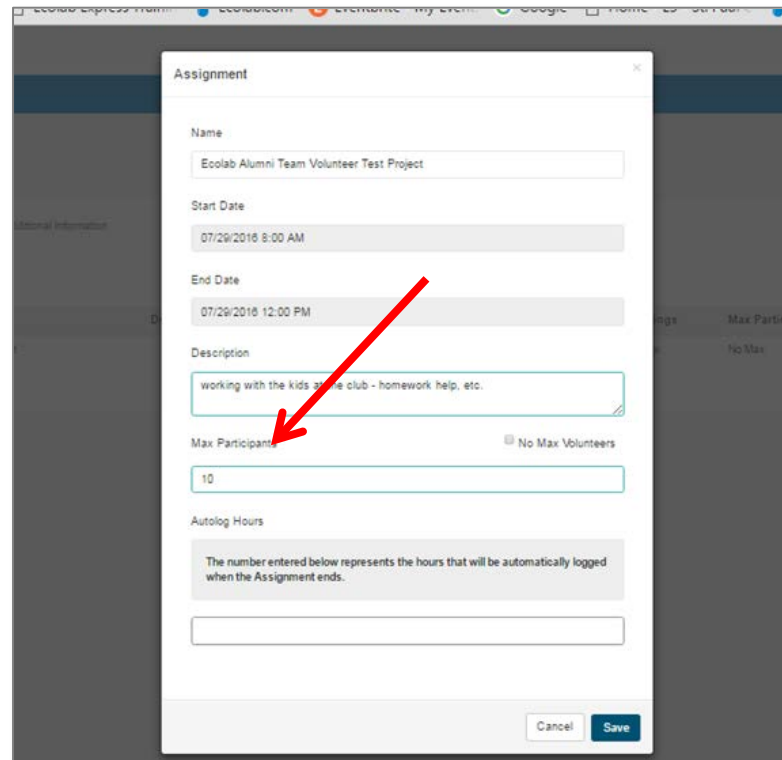 Assignment
×
Name
Ecolab Alumni Team Volunteer Test Project
Start Date
07/29/2016 8:00 AM
End Date
07/29/2016 12:00 PM
Description
working with the kids at the club - homework help, etc.
Max Participants No Max Volunteers
10
Autolog Hours
The number entered below represents the hours that will be automatically logged
when the Assignment ends.
Cancel Save
Max Parti
No Max